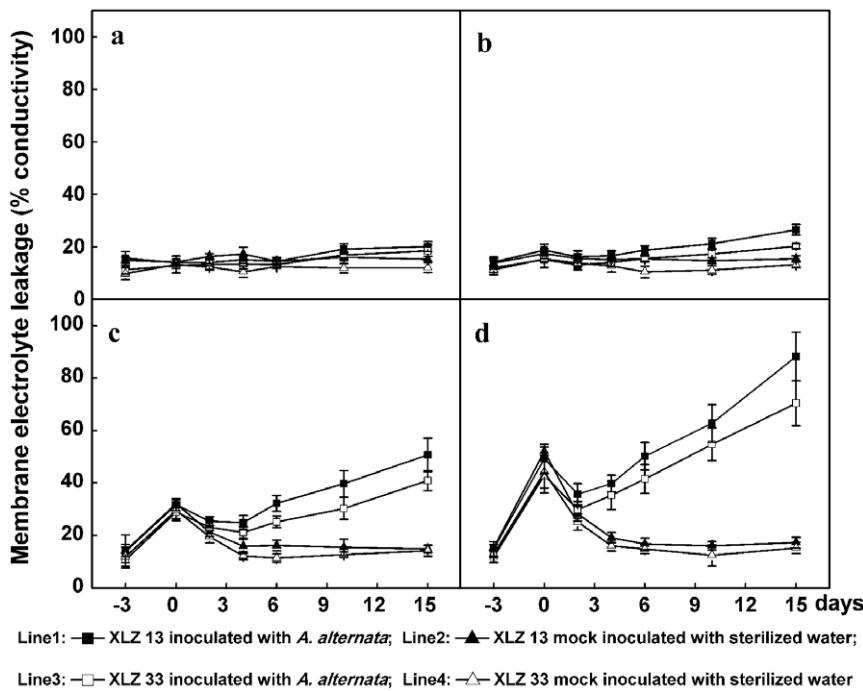 Membrane electrolyte leakage (% conductivity)
100
80
60
40
20
0
a
b
100
80
60
40
20
0
c
d
-3 0 3 6 9 12 15 -3 0 3 6 9 12 15 days
Line1: XLZ 13 inoculated with A. alternata; Line2: XLZ 13 mock inoculated with sterilized water;
Line3: XLZ 33 inoculated with A. alternata; Line4: XLZ 33 mock inoculated with sterilized water